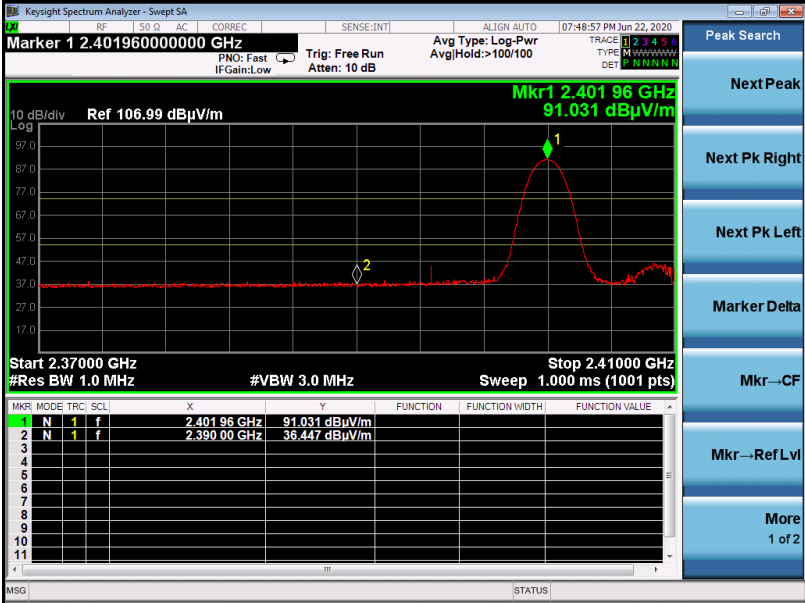 Keysight Spectrum Analyzer - Swept SA
LXI RF 50 Ω AC CORREC SENSE:INT ALIGN AUTO 07:48:57 PM Jun 22, 2020
Marker 1 2.401960000000 GHz
PNO: Fast
IFGain:Low
Trig: Free Run
Atten: 10 dB
Avg Type: Log-Pwr
Avg|Hold:>100/100
TRACE 1 2 3 4 5 6
TYPE M W W W W W
DET P N N N N N
Mkr1 2.401 96 GHz
91.031 dBµV/m
10 dB/div Ref 106.99 dBµV/m
Log
97.0
87.0
77.0
67.0
57.0
47.0
37.0
27.0
17.0
1
2
Start 2.37000 GHz Stop 2.41000 GHz
#Res BW 1.0 MHz #VBW 3.0 MHz Sweep 1.000 ms (1001 pts)
MKR MODE TRC SCL X Y FUNCTION FUNCTION WIDTH FUNCTION VALUE
1 N 1 f 2.401 96 GHz 91.031 dBµV/m
2 N 1 f 2.390 00 GHz 36.447 dBµV/m
3
4
5
6
7
8
9
10
11
MSG STATUS
Peak Search
Next Peak
Next Pk Right
Next Pk Left
Marker Delta
Mkr→CF
Mkr→Ref Lvl
More
1 of 2